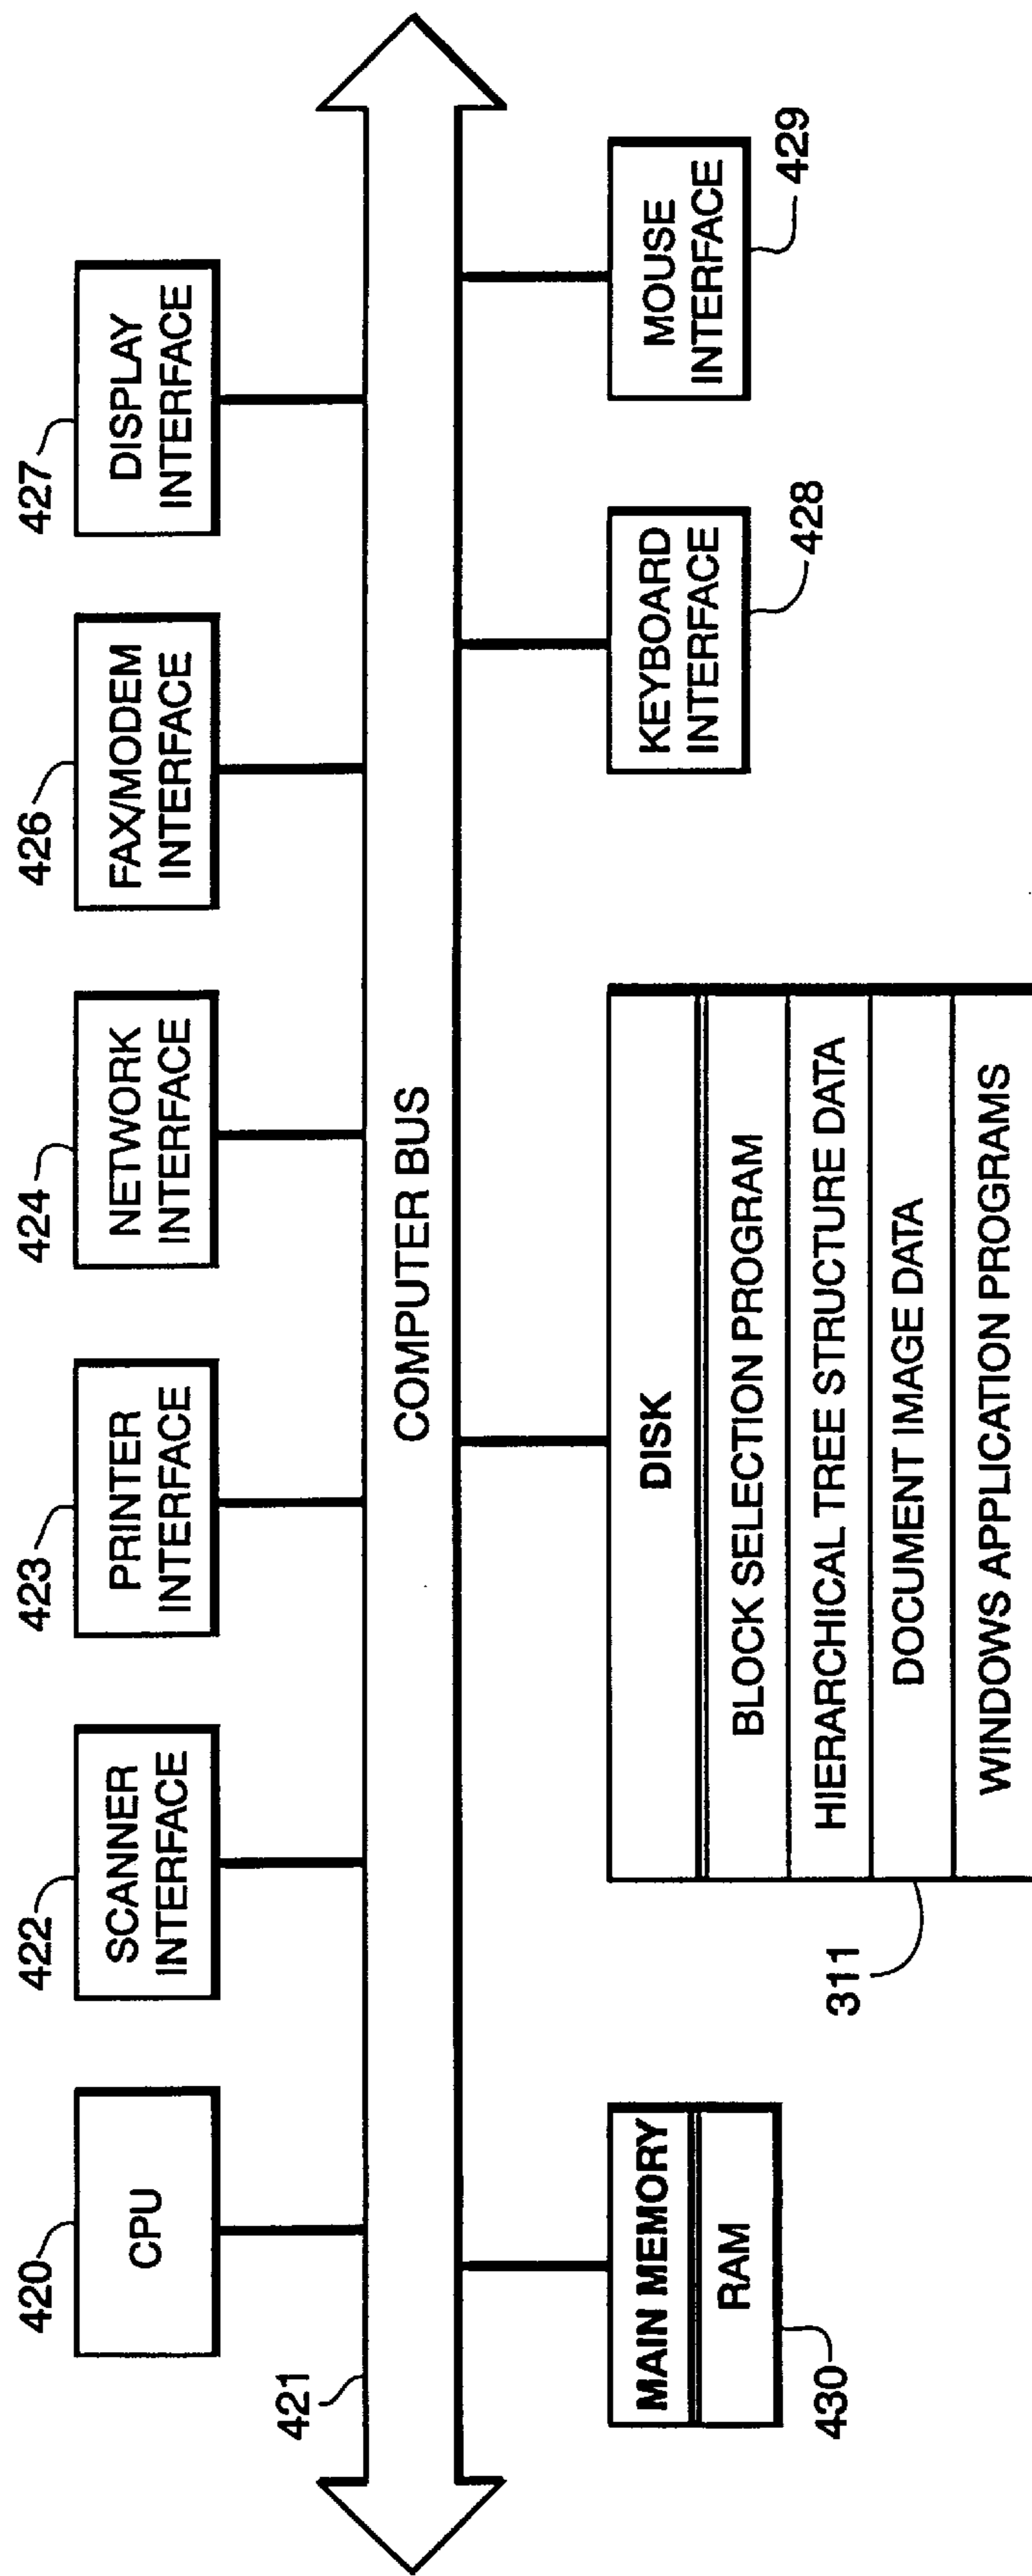 420
422
423
424
426
427
CPU
SCANNER
INTERFACE
PRINTER
INTERFACE
NETWORK
INTERFACE
FAX/MODEM
INTERFACE
DISPLAY
INTERFACE
421
COMPUTER BUS
MAIN MEMORY
RAM
430
311
DISK
BLOCK SELECTION PROGRAM
HIERARCHICAL TREE STRUCTURE DATA
DOCUMENT IMAGE DATA
WINDOWS APPLICATION PROGRAMS
KEYBOARD
INTERFACE
428
MOUSE
INTERFACE
429